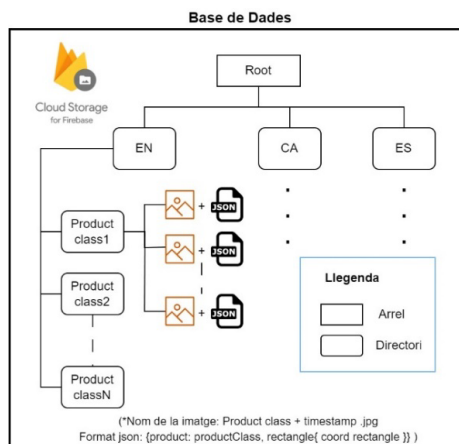 Base de Dades
Cloud Storage
for Firebase
Root
EN
CA
ES
Product
class1
+
JSON
+
JSON
Product
class2
+
JSON
Product
classN
Llegenda
Arrel
Directori
(*Nom de la imatge: Product class + timestamp .jpg
Format json: {product: productClass, rectangle{ coord rectangle }} )